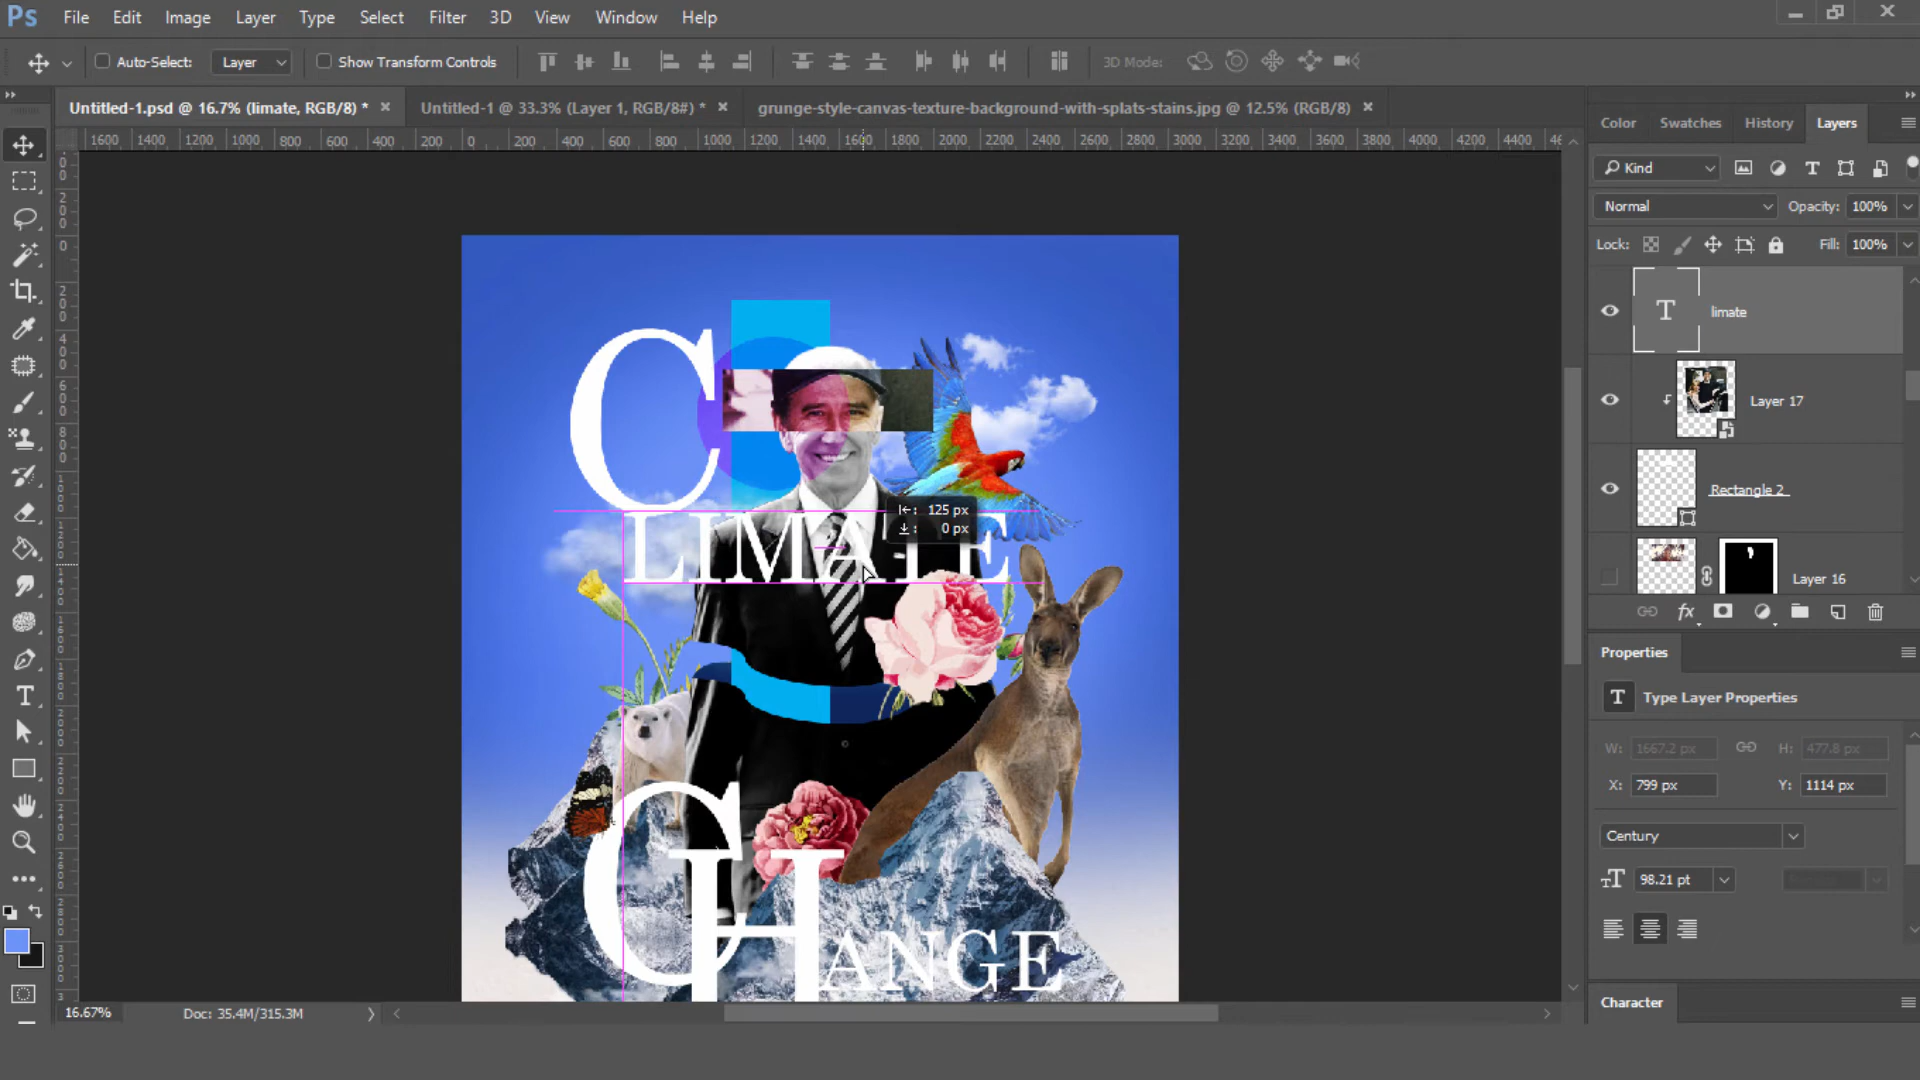 Ps File Edit Image Layer Type Select Filter 3D View Window Help
Auto-Select: Layer Show Transform Controls 3D Mode:
Untitled-1.psd @ 16.7% (limate, RGB/8) * × Untitled-1 @ 33.3% (Layer 1, RGB/8#) * × grunge-style-canvas-texture-background-with-splats-stains.jpg @ 12.5% (RGB/8) ×
1600 1400 1200 1000 800 600 400 200 0 200 400 600 800 1000 1200 1400 1600 1800 2000 2200 2400 2600 2800 3000 3200 3400 3600 3800 4000 4200 4400 46
Color Swatches History Layers
Kind
Normal Opacity: 100%
Lock: Fill: 100%
T limate
Layer 17
Rectangle 2
Layer 16
C
LIMATE
125 px
0 px
CHANGE
Properties
T Type Layer Properties
W: 1667.2 px H: 477.8 px
X: 799 px Y: 1114 px
Century
98.21 pt
Character
16.67% Doc: 35.4M/315.3M